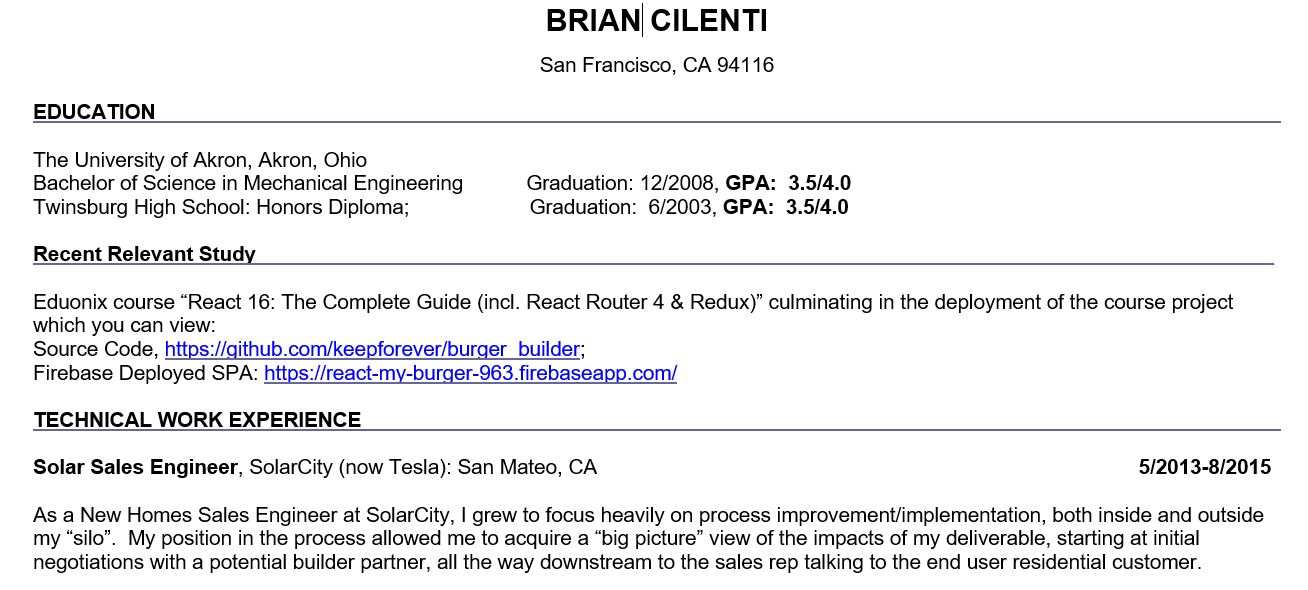 BRIAN CILENTI
San Francisco, CA 94116
EDUCATION
The University of Akron, Akron, Ohio
Bachelor of Science in Mechanical Engineering Graduation: 12/2008, GPA: 3.5/4.0
Twinsburg High School: Honors Diploma; Graduation: 6/2003, GPA: 3.5/4.0
Recent Relevant Study
Eduonix course “React 16: The Complete Guide (incl. React Router 4 & Redux)” culminating in the deployment of the course project
which you can view:
Source Code, https://github.com/keepforever/burger_builder;
Firebase Deployed SPA: https://react-my-burger-963.firebaseapp.com/
TECHNICAL WORK EXPERIENCE
Solar Sales Engineer, SolarCity (now Tesla): San Mateo, CA 5/2013-8/2015
As a New Homes Sales Engineer at SolarCity, I grew to focus heavily on process improvement/implementation, both inside and outside
my “silo”. My position in the process allowed me to acquire a “big picture” view of the impacts of my deliverable, starting at initial
negotiations with a potential builder partner, all the way downstream to the sales rep talking to the end user residential customer.